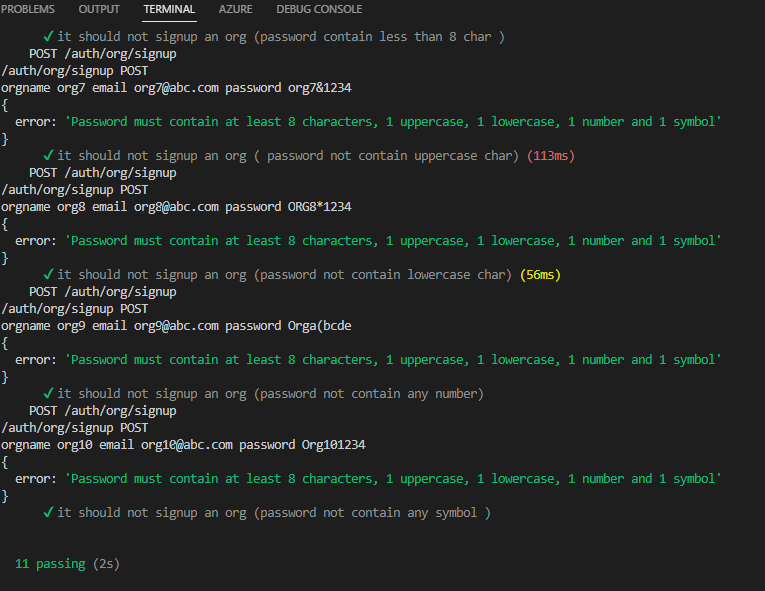 PROBLEMS OUTPUT TERMINAL AZURE DEBUG CONSOLE
✓ it should not signup an org (password contain less than 8 char )
POST /auth/org/signup
/auth/org/signup POST
orgname org7 email org7@abc.com password org7&1234
{
error: 'Password must contain at least 8 characters, 1 uppercase, 1 lowercase, 1 number and 1 symbol'
}
✓ it should not signup an org ( password not contain uppercase char) (113ms)
POST /auth/org/signup
/auth/org/signup POST
orgname org8 email org8@abc.com password ORG8*1234
{
error: 'Password must contain at least 8 characters, 1 uppercase, 1 lowercase, 1 number and 1 symbol'
}
✓ it should not signup an org (password not contain lowercase char) (56ms)
POST /auth/org/signup
/auth/org/signup POST
orgname org9 email org9@abc.com password Orga(bcde
{
error: 'Password must contain at least 8 characters, 1 uppercase, 1 lowercase, 1 number and 1 symbol'
}
✓ it should not signup an org (password not contain any number)
POST /auth/org/signup
/auth/org/signup POST
orgname org10 email org10@abc.com password Org101234
{
error: 'Password must contain at least 8 characters, 1 uppercase, 1 lowercase, 1 number and 1 symbol'
}
✓ it should not signup an org (password not contain any symbol )
11 passing (2s)